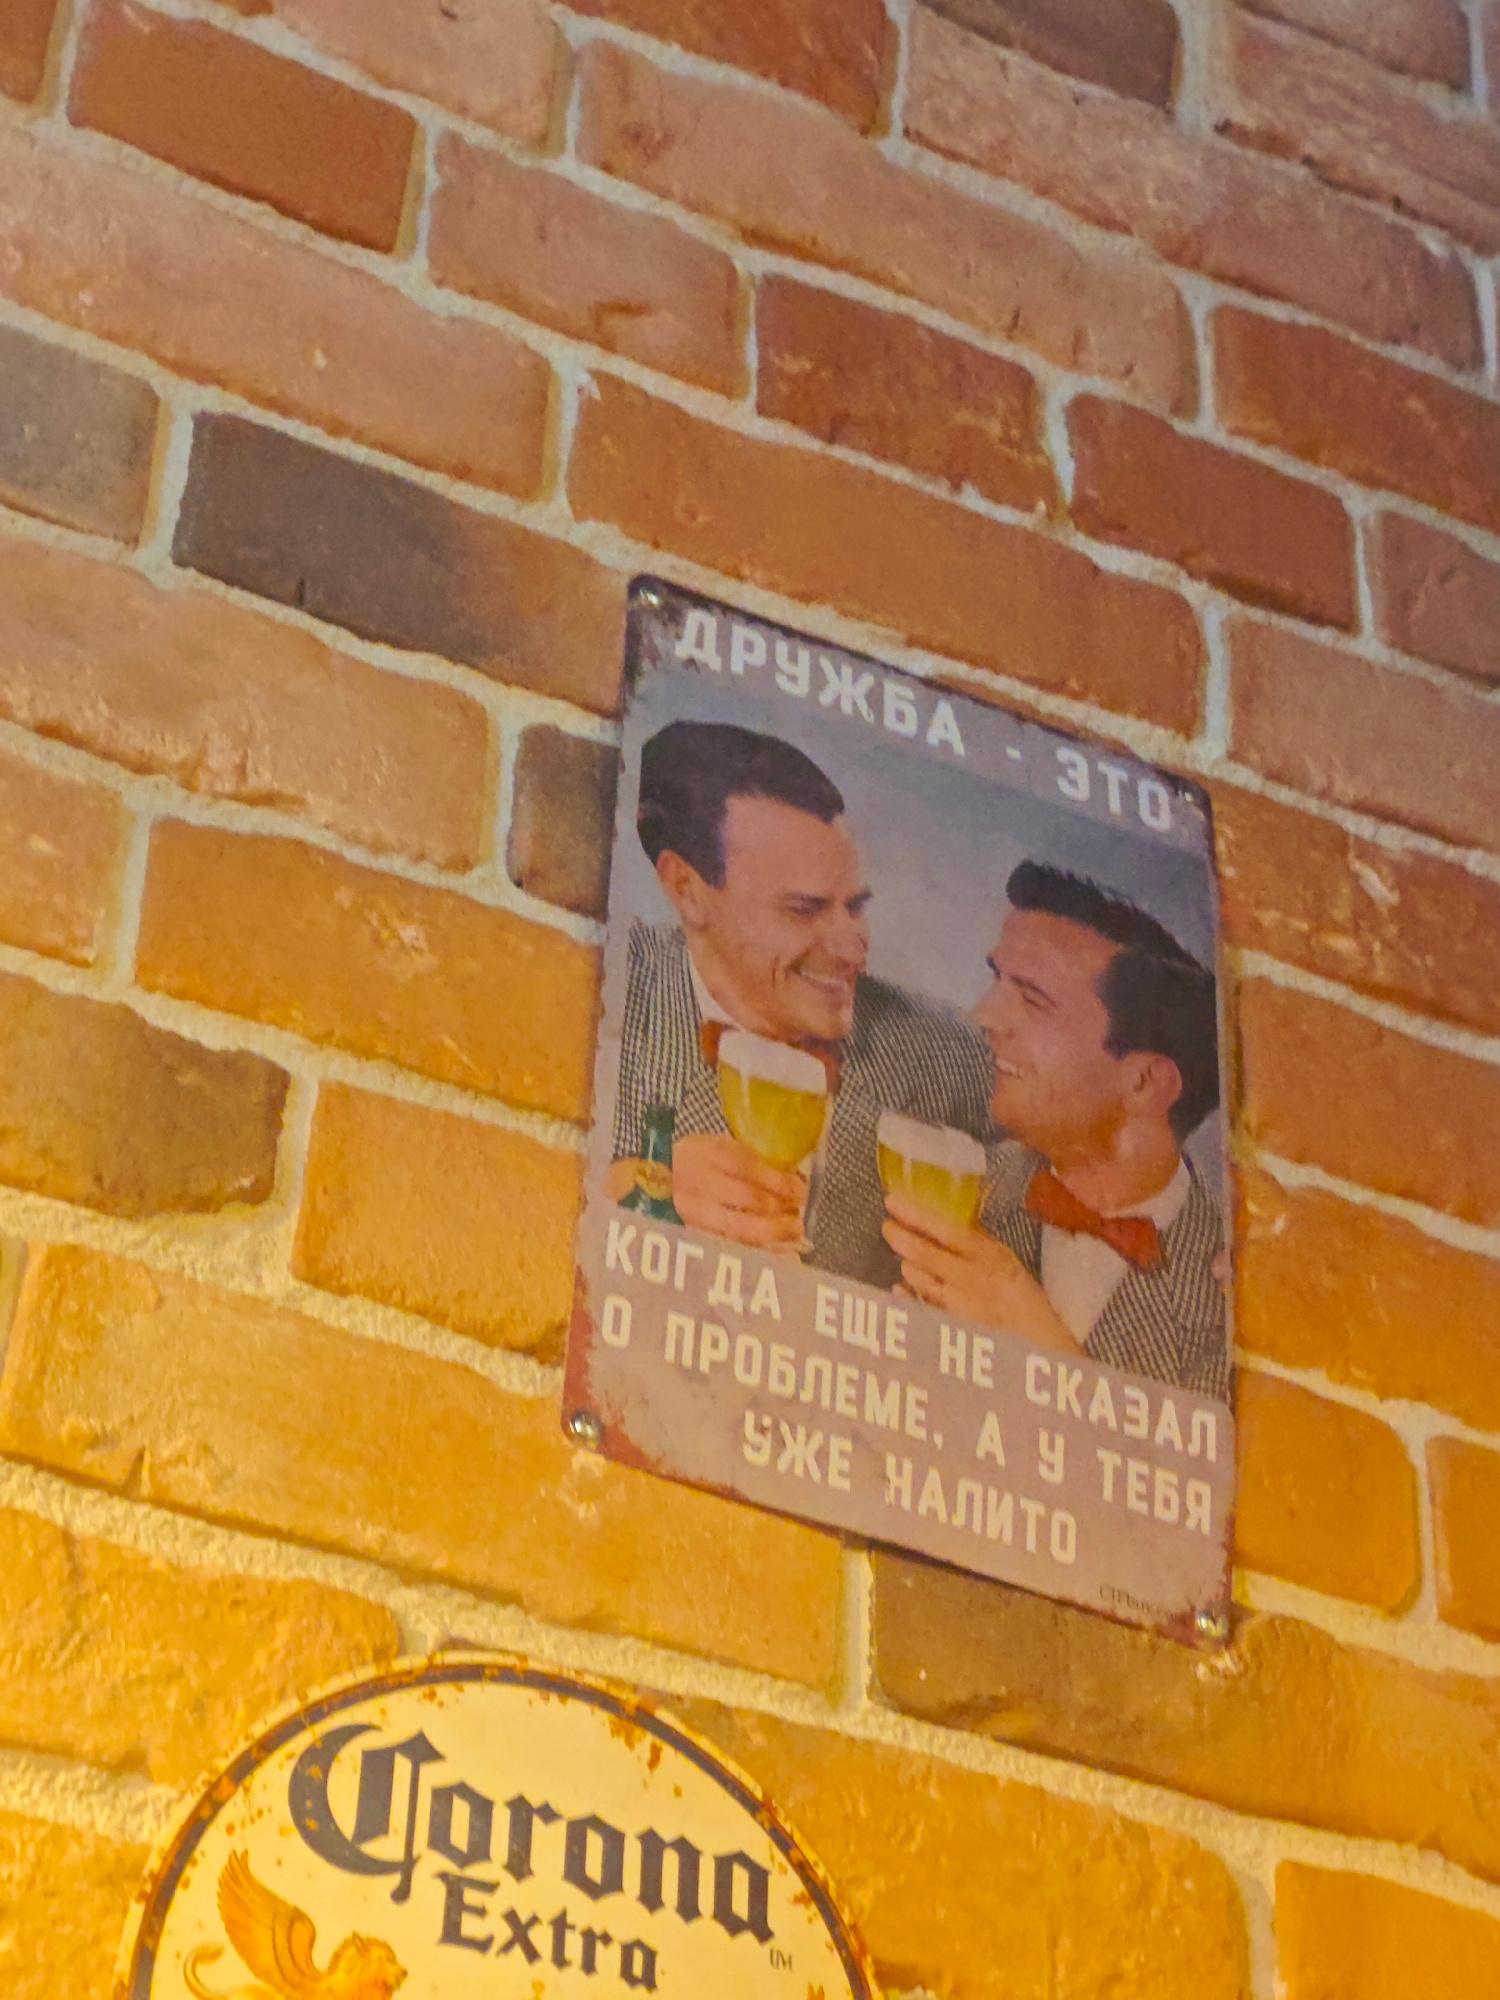 ДРУЖБА - ЭТО
КОГДА ЕЩЕ НЕ СКАЗАЛ
О ПРОБЛЕМЕ, А У ТЕБЯ
УЖЕ НАЛИТО
Corona
Extra